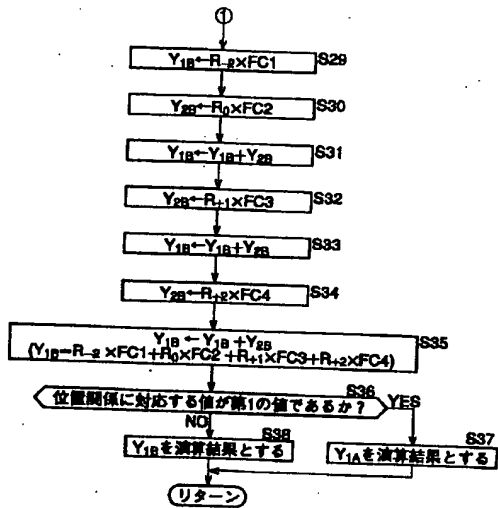 1
Y1B←R-2×FC1 S29
Y2B←R0×FC2 S30
Y1B←Y1B+Y2B S31
Y2B←R+1×FC3 S32
Y1B←Y1B+Y2B S33
Y2B←R+2×FC4 S34
Y1B←Y1B+Y2B S35
(Y1B=R-2×FC1+R0×FC2+R+1×FC3+R+2×FC4)
S36
位置関係に対応する値が第1の値であるか? YES
NO S38 S37
Y1Bを演算結果とする Y1Aを演算結果とする
リターン